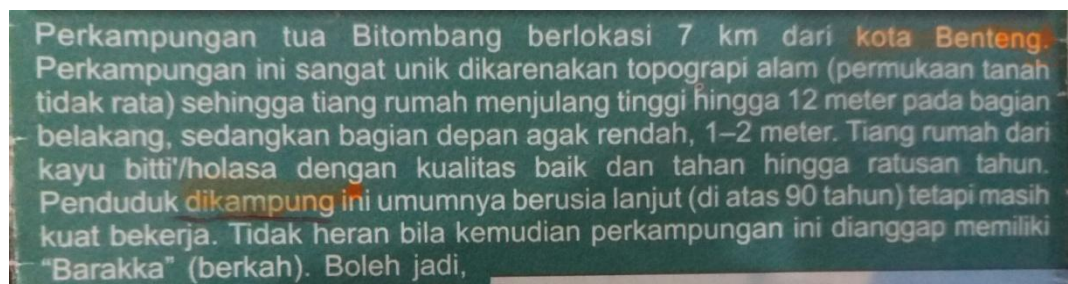 Perkampungan tua Bitombang berlokasi 7 km dari kota Benteng.
Perkampungan ini sangat unik dikarenakan topograpi alam (permukaan tanah
tidak rata) sehingga tiang rumah menjulang tinggi hingga 12 meter pada bagian
belakang, sedangkan bagian depan agak rendah, 1–2 meter. Tiang rumah dari
kayu bitti'/holasa dengan kualitas baik dan tahan hingga ratusan tahun.
Penduduk dikampung ini umumnya berusia lanjut (di atas 90 tahun) tetapi masih
kuat bekerja. Tidak heran bila kemudian perkampungan ini dianggap memiliki
“Barakka” (berkah). Boleh jadi,